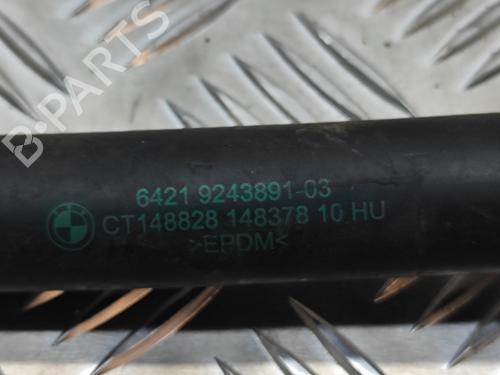 B-PARTS
6421 9243891-03
CT148828 148378 10 HU
>EPDM<